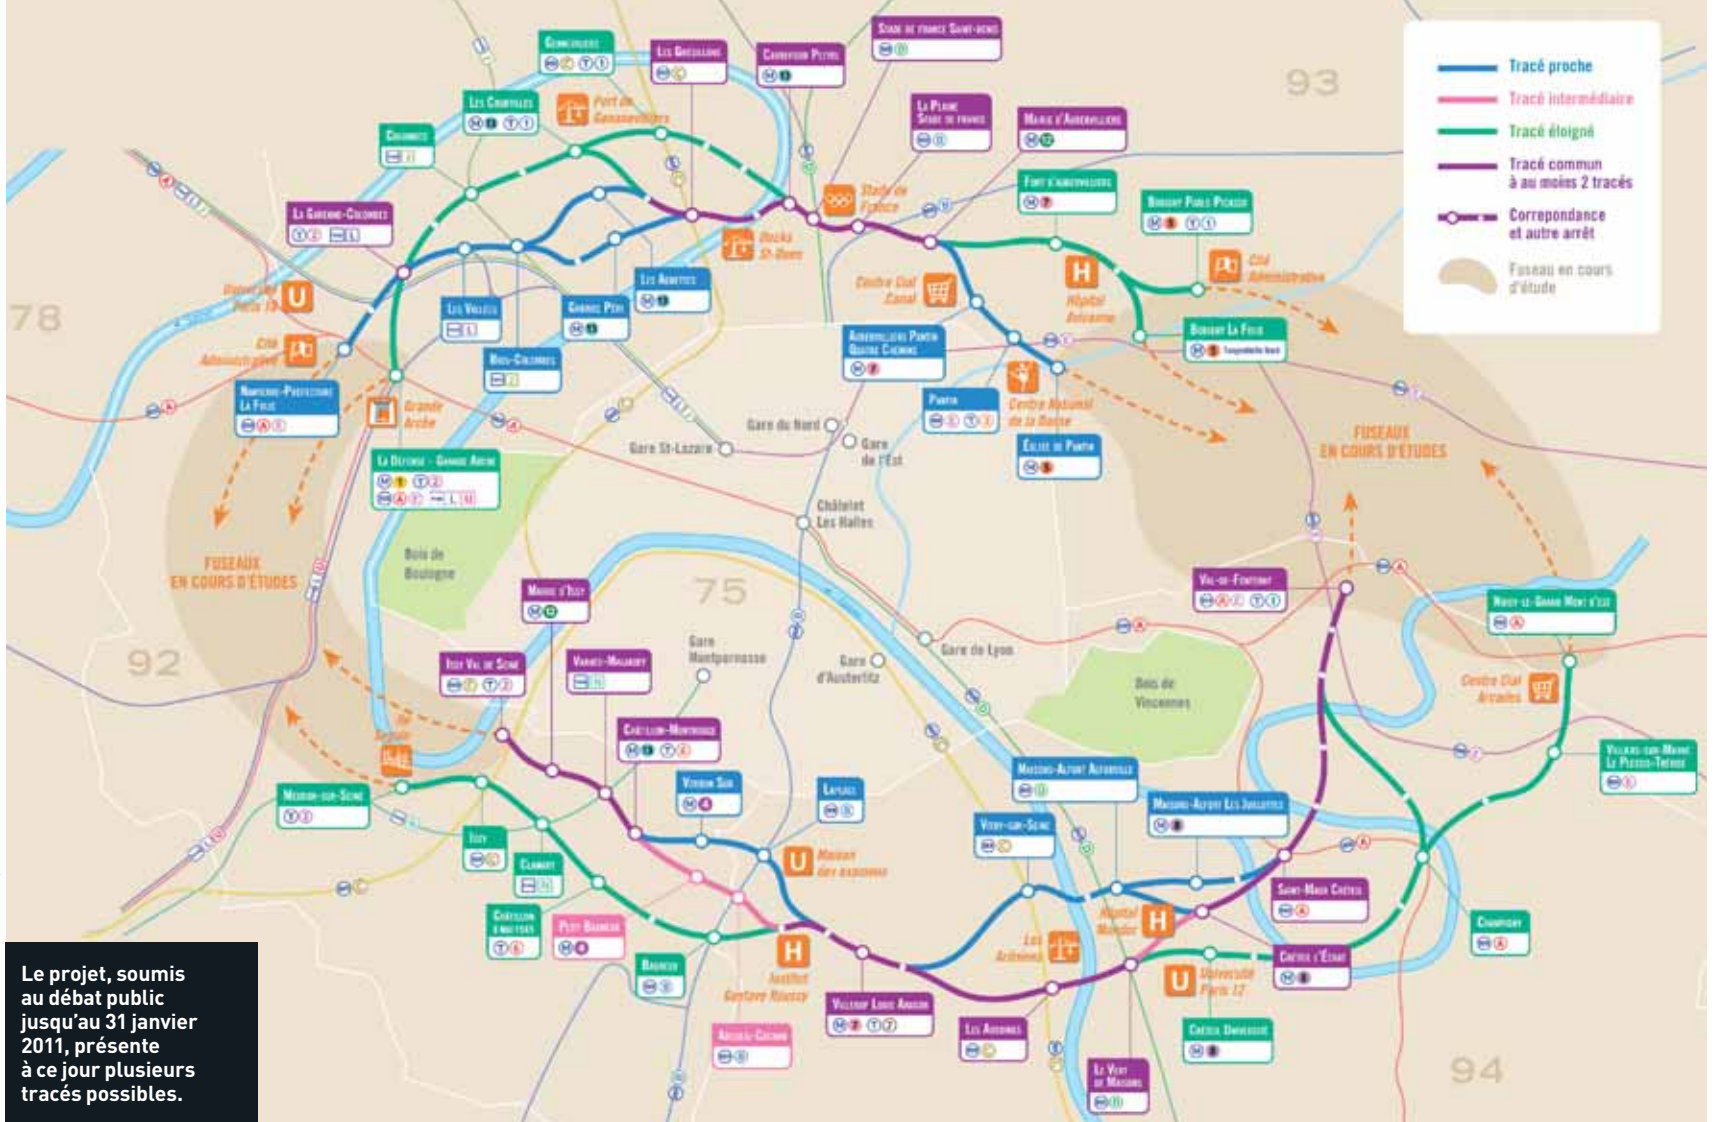 GENNEVILLIERS
LES GRÉSILLONS
CARREFOUR PLEYEL
STADE DE FRANCE SAINT-DENIS
LES COURTILLES
Port de
Gennevilliers
LA PLAINE
STADE DE FRANCE
MAIRIE D'AUBERVILLIERS
COLOMBES
FORT D'AUBERVILLIERS
BOBIGNY PABLO PICASSO
LA GARENNE-COLOMBES
Stade de
France
Docks
St-Ouen
Cité
Administrative
93
Tracé proche
Tracé intermédiaire
Tracé éloigné
Tracé commun
à au moins 2 tracés
Correpondance
et autre arrêt
Fuseau en cours
d'étude
78
Université
Paris 10
Cité
Administrative
LES VALLÉES
GABRIEL PÉRI
LES AGNETTES
BOIS-COLOMBES
Centre Cial
Canal
Hôpital
Avicenne
AUBERVILLIERS PANTIN
QUATRE CHEMINS
BOBIGNY LA FOLIE
Tangentielle Nord
NANTERRE-PRÉFECTURE
LA FOLIE
Grande
Arche
PANTIN
Centre National
de la Danse
ÉGLISE DE PANTIN
Gare du Nord
Gare
de l'Est
Gare St-Lazare
LA DÉFENSE - GRANDE ARCHE
FUSEAUX
EN COURS D'ÉTUDES
Châtelet
Les Halles
FUSEAUX
EN COURS D'ÉTUDES
Bois de
Boulogne
75
MAIRIE D'ISSY
VAL-DE-FONTENAY
NOISY-LE-GRAND MONT D'EST
92
ISSY VAL DE SEINE
VANVES-MALAKOFF
Gare
Montparnasse
Gare
d'Austerlitz
Gare de Lyon
Bois de
Vincennes
Centre Cial
Arcades
CHÂTILLON-MONTROUGE
VILLIERS-SUR-MARNE
LE PLESSIS-TRÉVISE
MEUDON-SUR-SEINE
VERDUN SUD
LAPLACE
MAISONS-ALFORT ALFORTVILLE
MAISONS-ALFORT LES JUILLIOTTES
VITRY-SUR-SEINE
ISSY
CLAMART
Maison
des examens
SAINT-MAUR CRÉTEIL
CHÂTILLON
PETIT BAGNEUX
Hôpital
Mondor
CHAMPIGNY
BAGNEUX
Institut
Gustave Roussy
Les
Ardoines
Université
Paris 12
CRÉTEIL L'ÉCHAT
VILLEJUIF LOUIS ARAGON
LES ARDOINES
CRÉTEIL UNIVERSITÉ
ARCUEIL-CACHAN
LE VERT
DE MAISONS
94
Le projet, soumis
au débat public
jusqu'au 31 janvier
2011, présente
à ce jour plusieurs
tracés possibles.